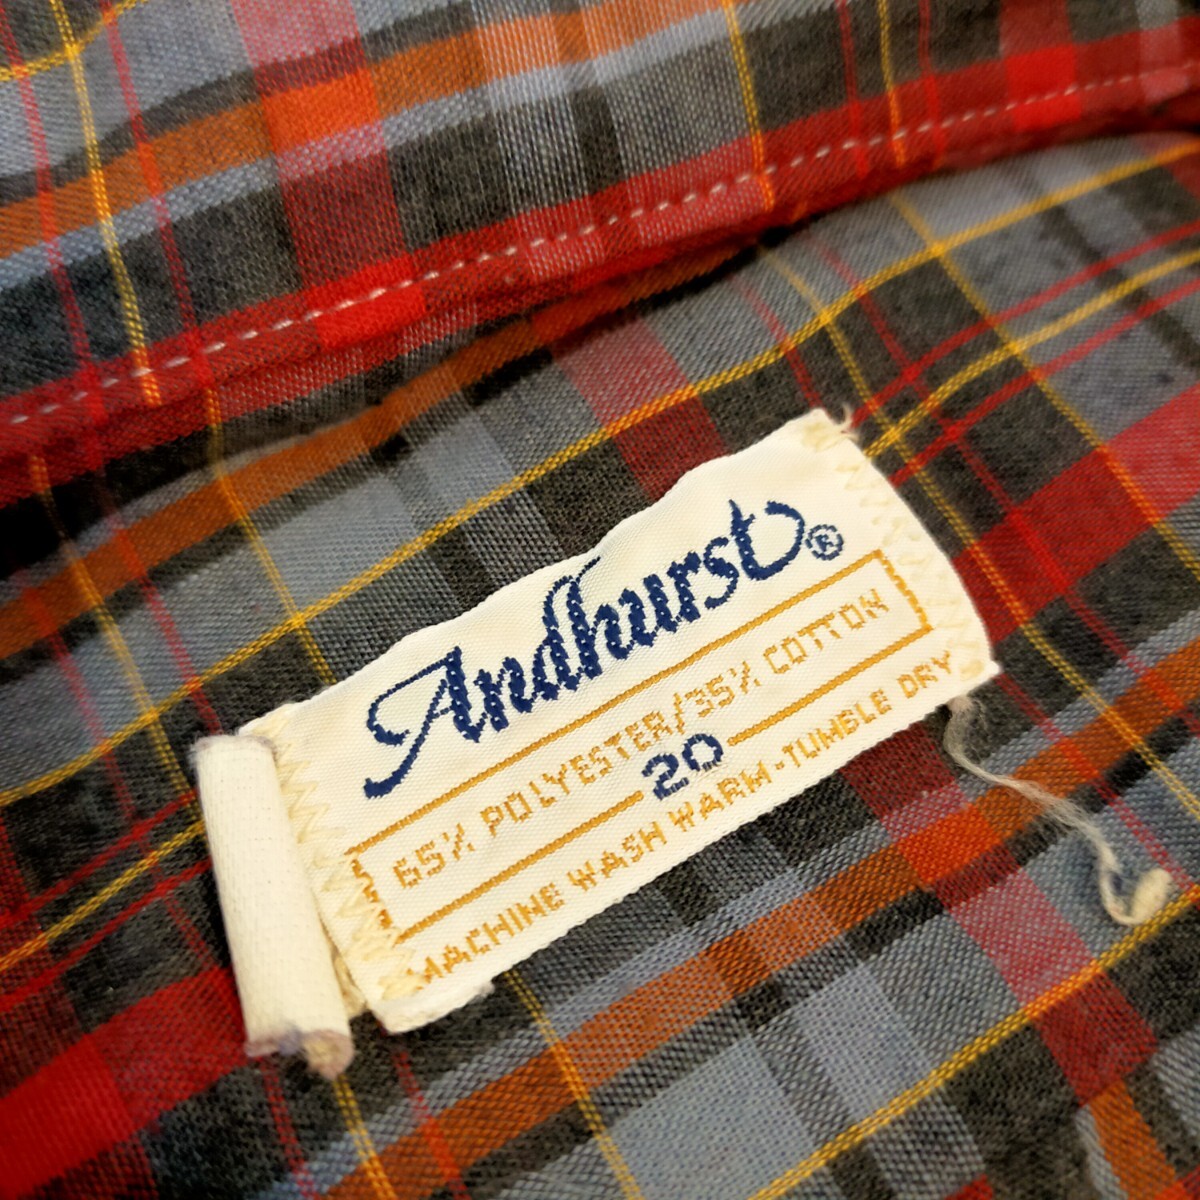 Andhurst®
65% POLYESTER/35% COTTON
20
MACHINE WASH WARM-TUMBLE DRY